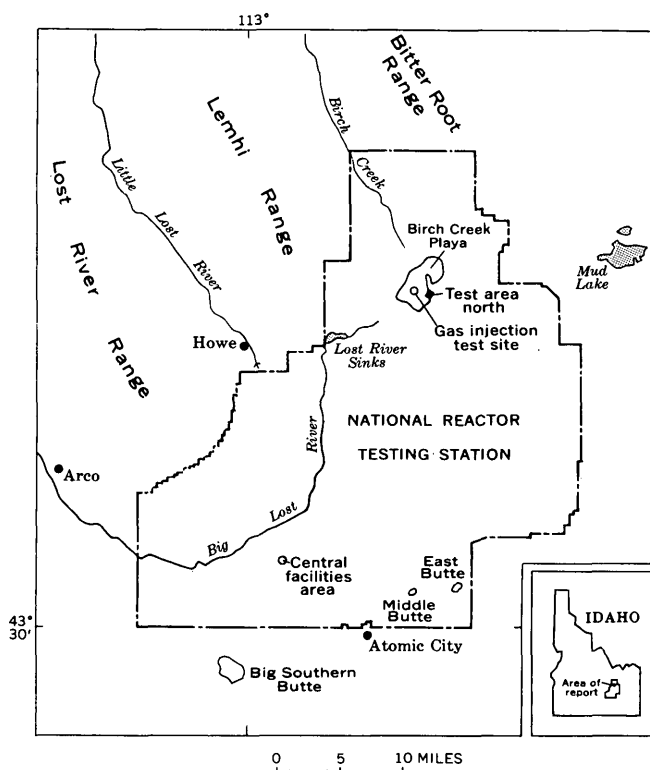 113°
Bitter Root
Range
Birch
Creek
Lemhi
Range
Little
Lost
River
Lost
River
Range
Birch Creek
Playa
Mud
Lake
Test area
north
Gas injection
test site
Howe
Lost River
Sinks
NATIONAL REACTOR
TESTING STATION
River
Lost
Big
Arco
Central
facilities
area
East
Butte
Middle
Butte
43°
30'
Atomic City
Big Southern
Butte
IDAHO
Area of
report
0 5 10 MILES